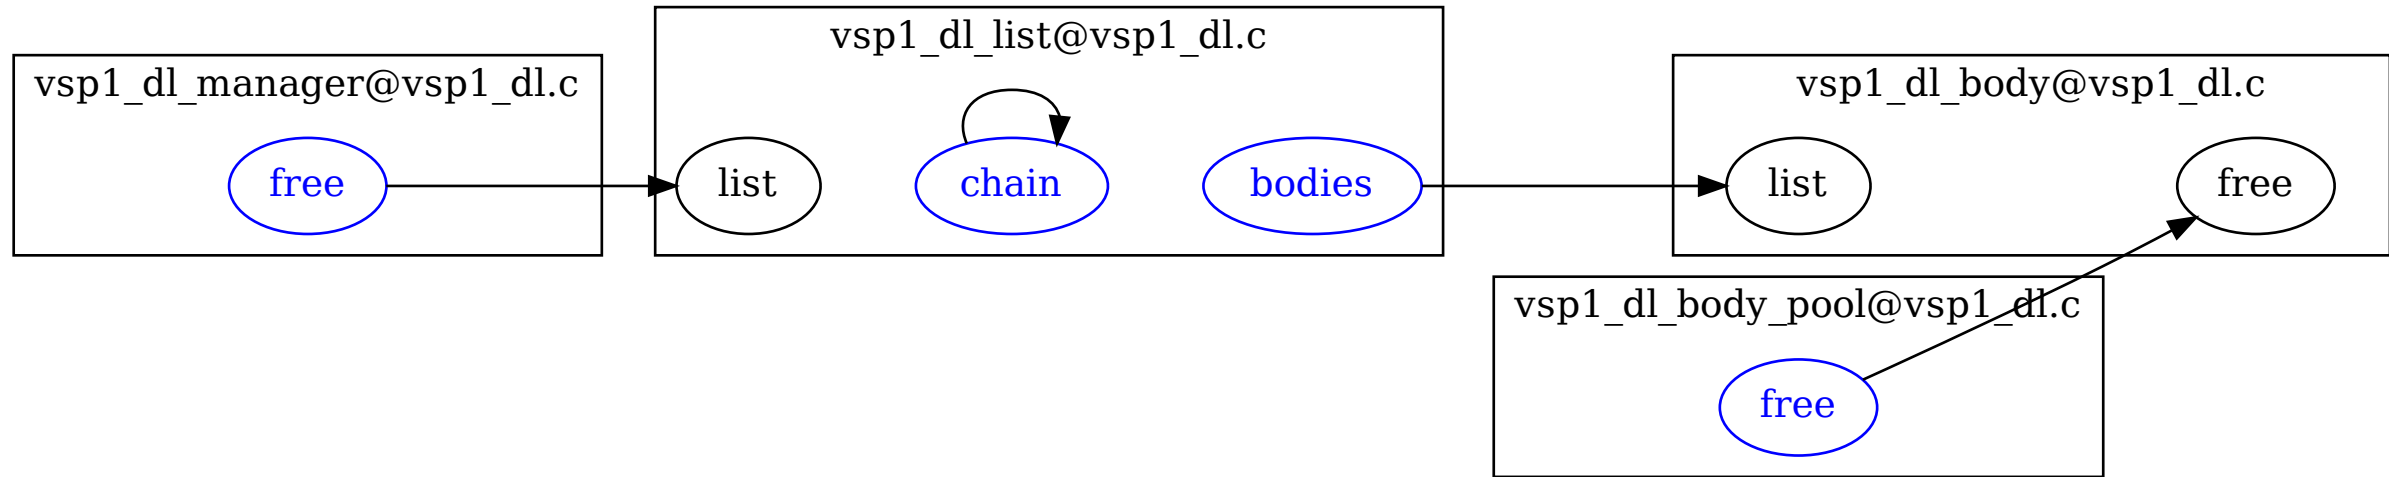 vsp1_dl_manager@vsp1_dl.c
free
vsp1_dl_list@vsp1_dl.c
list
chain
bodies
vsp1_dl_body@vsp1_dl.c
list
free
vsp1_dl_body_pool@vsp1_dl.c
free